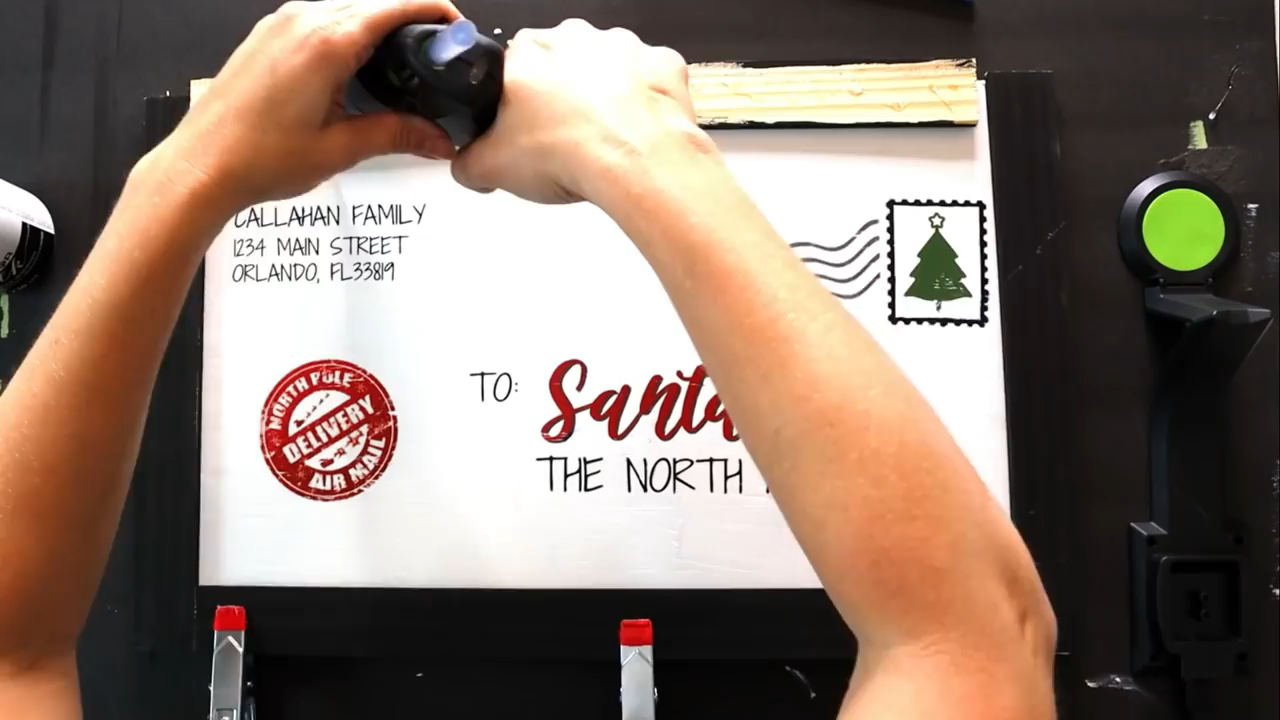 CALLAHAN FAMILY
1234 MAIN STREET
ORLANDO, FL33819
NORTH POLE
DELIVERY
AIR MAIL
TO: Santa
THE NORTH